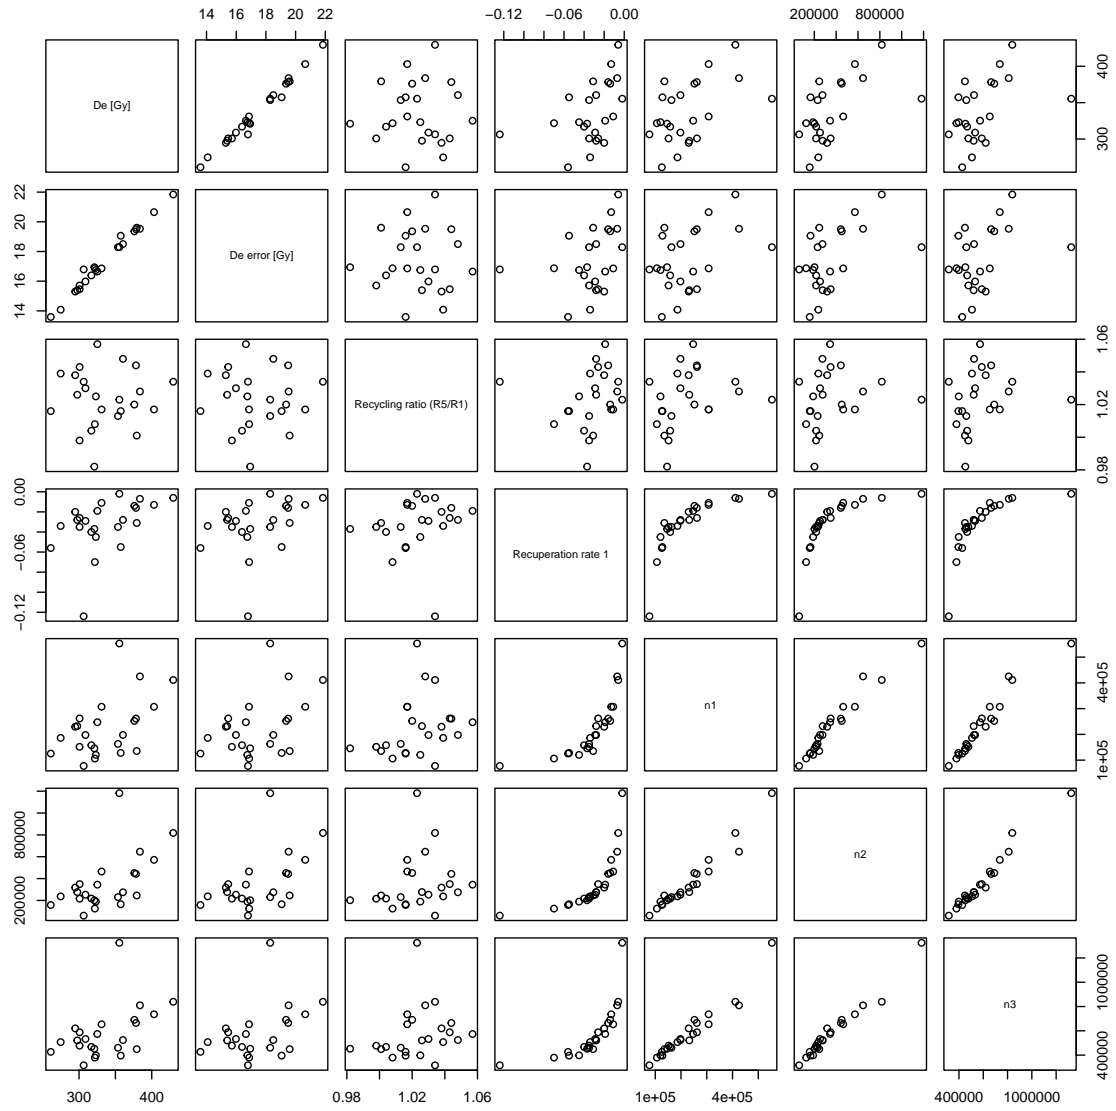 14 16 18 20 22
−0.12 −0.06 0.00
200000 800000
De [Gy]
300 400
14 16 18 20 22
De error [Gy]
Recycling ratio (R5/R1)
0.98 1.02 1.06
−0.12 −0.06 0.00
Recuperation rate 1
n1
1e+05 4e+05
200000 800000
n2
n3
400000 1000000
300 400
0.98 1.02 1.06
1e+05 4e+05
400000 1000000